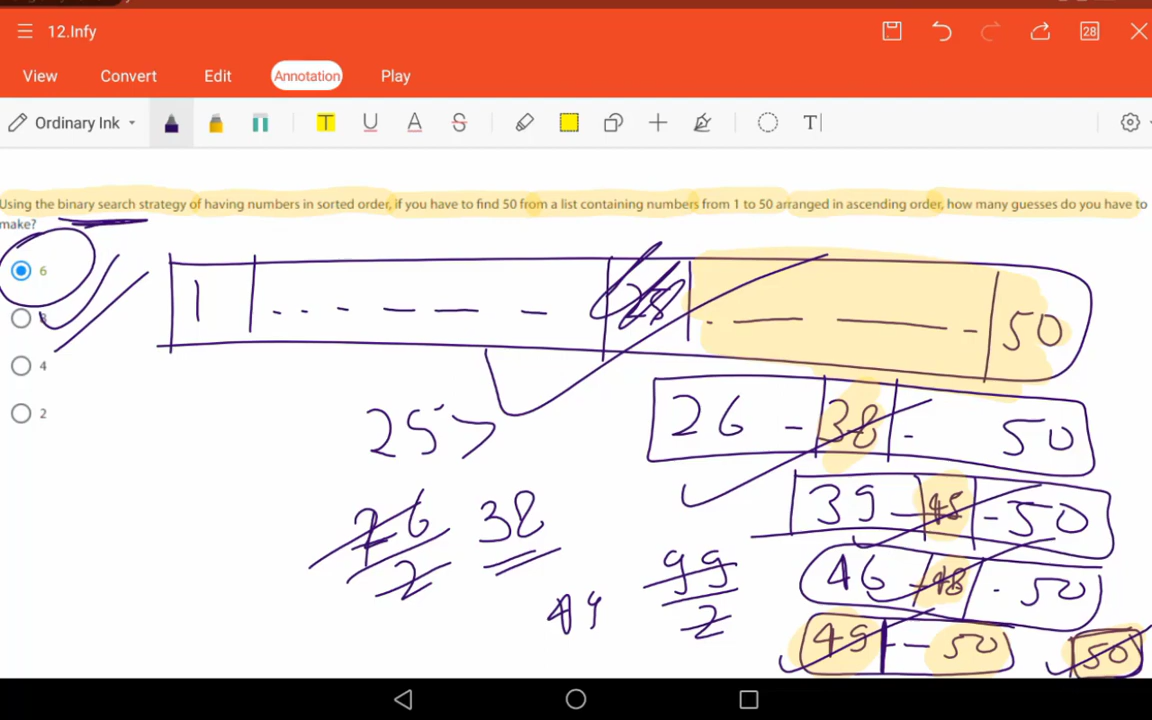 12.Infy
28
View Convert Edit Annotation Play
Ordinary Ink T U A S T
Using the binary search strategy of having numbers in sorted order, if you have to find 50 from a list containing numbers from 1 to 50 arranged in ascending order, how many guesses do you have to
make?
6
4
2
1 50
25 >
26 - 38 - 50
39 - 45 - 50
26/2 38
99/2
49
46 - 48 - 50
49 - 50 50